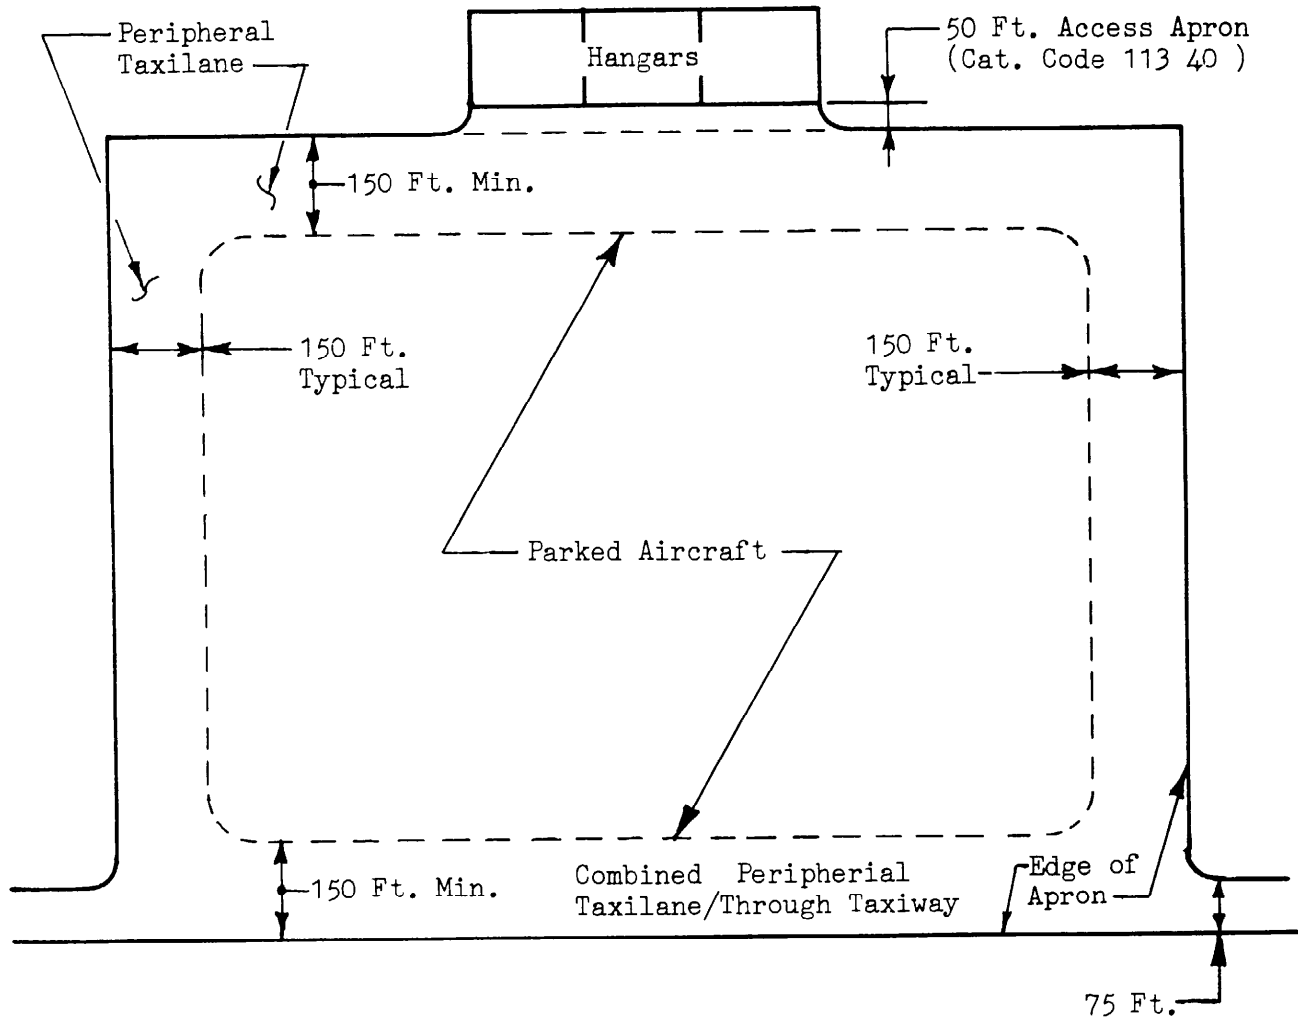 Peripheral
Taxilane
Hangars
50 Ft. Access Apron
(Cat. Code 113 40 )
150 Ft. Min.
150 Ft.
Typical
150 Ft.
Typical
Parked Aircraft
150 Ft. Min.
Combined Peripherial
Taxilane/Through Taxiway
Edge of
Apron
75 Ft.